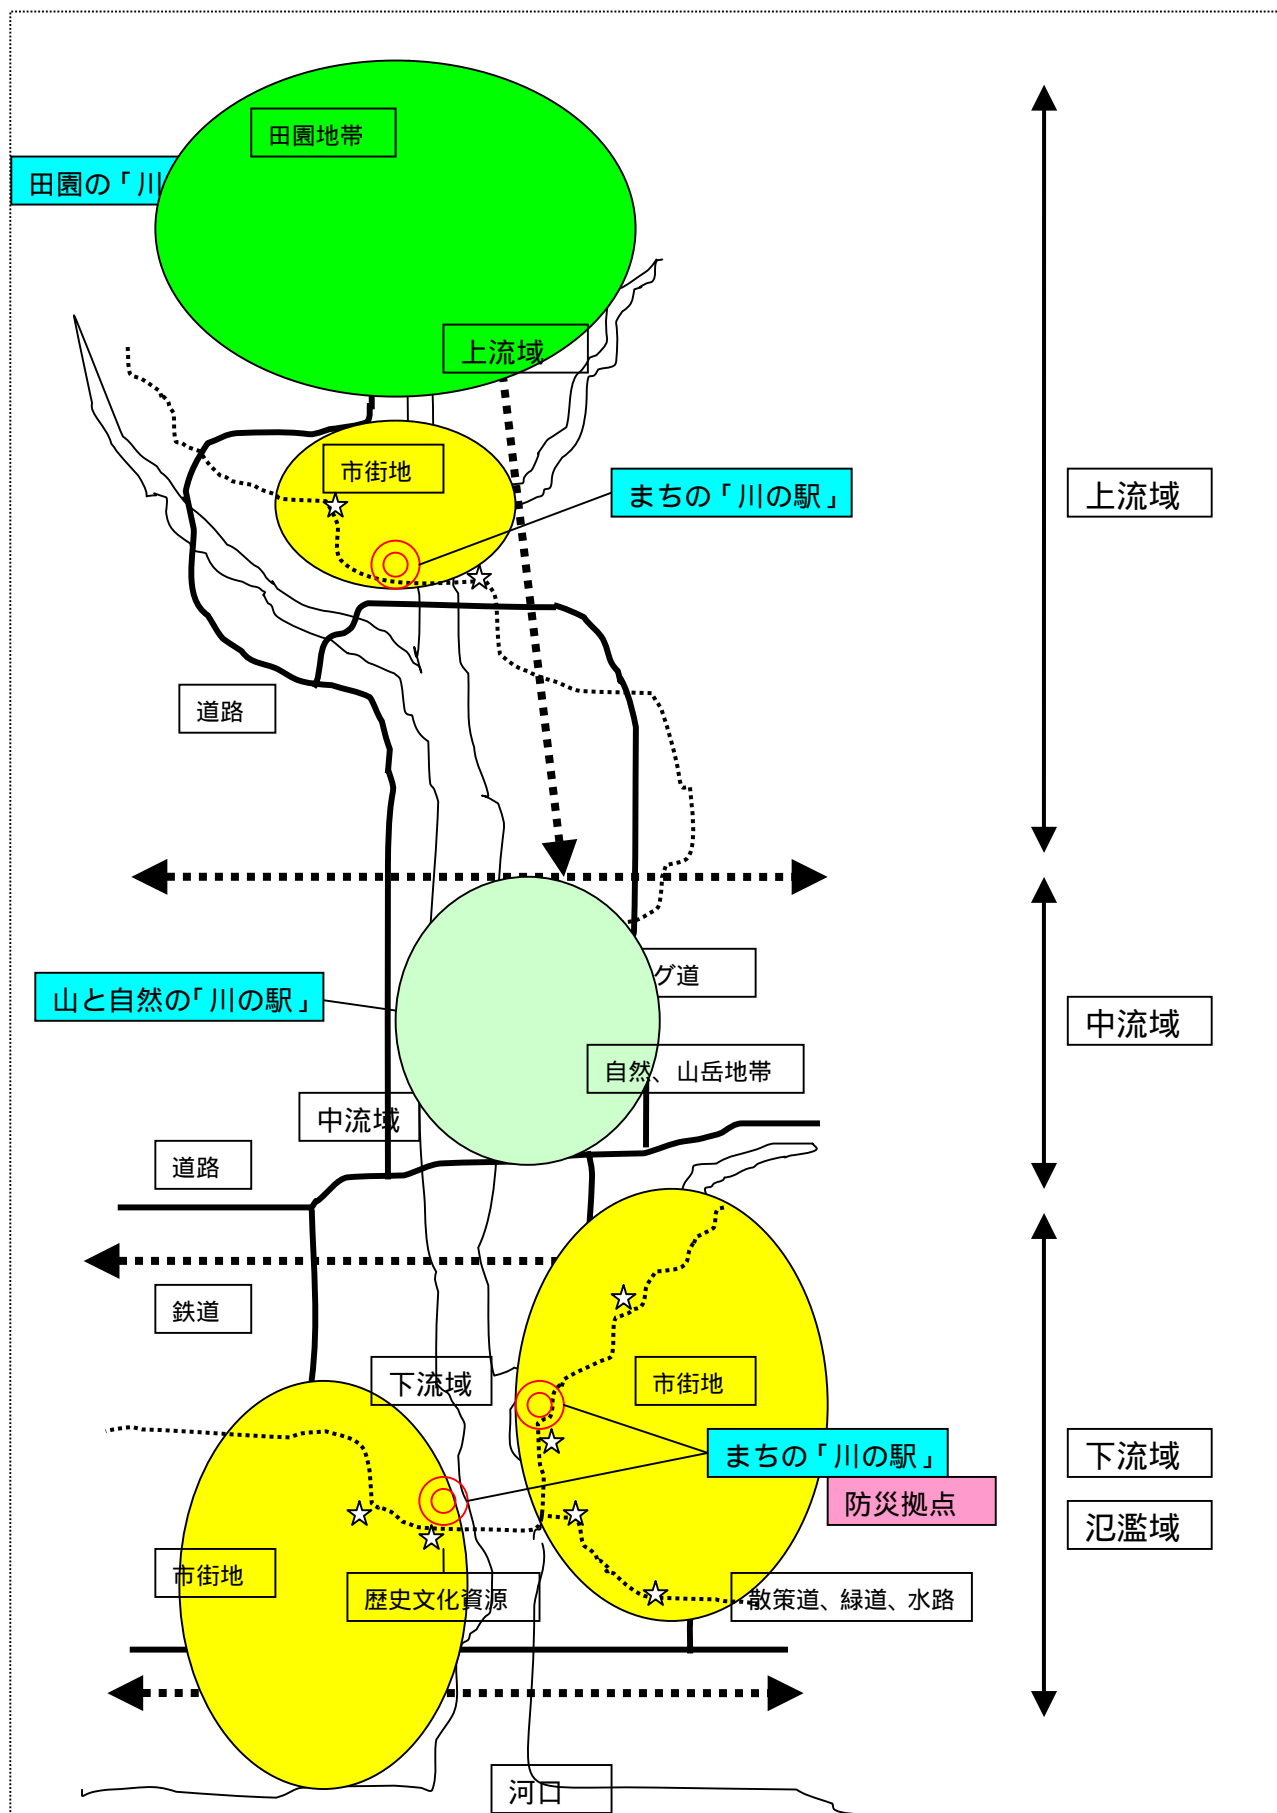 田園地帯
田園の「川
上流域
市街地
まちの「川の駅」
上流域
道路
グ道
山と自然の「川の駅」
中流域
自然、山岳地帯
中流域
道路
鉄道
下流域
市街地
まちの「川の駅」
下流域
防災拠点
氾濫域
市街地
歴史文化資源
散策道、緑道、水路
河口